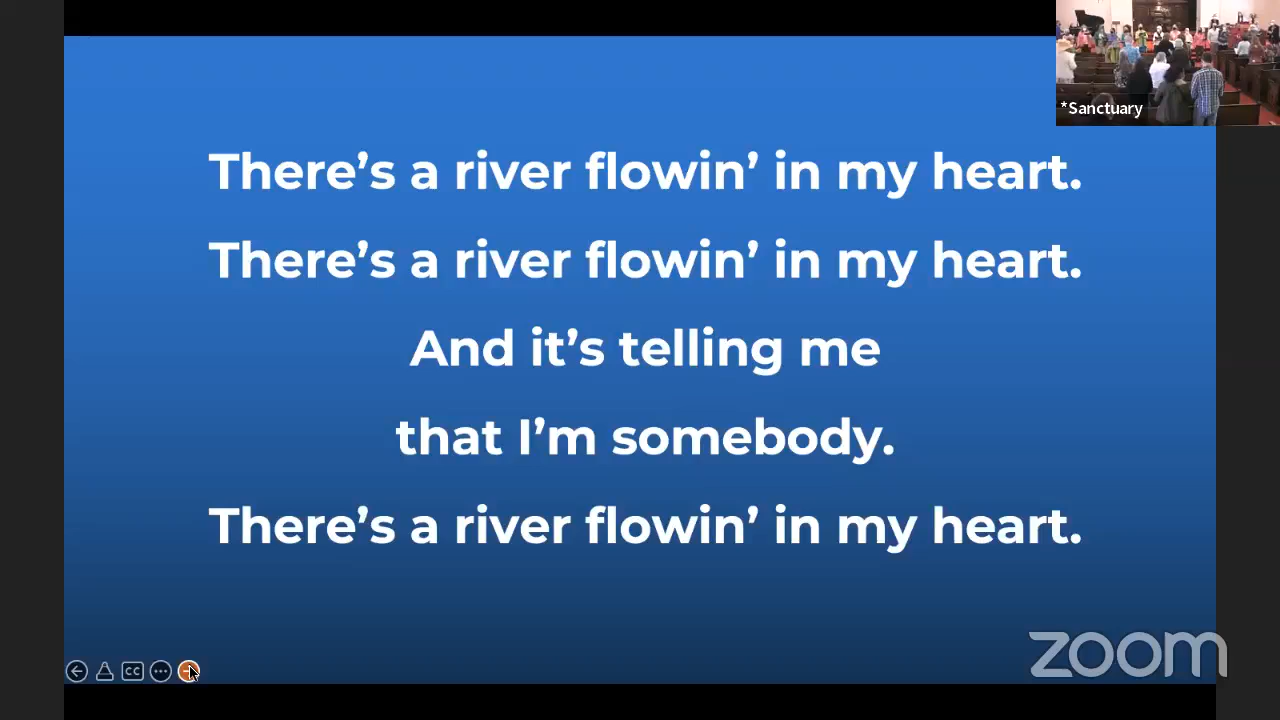 *Sanctuary
There’s a river flowin’ in my heart.
There’s a river flowin’ in my heart.
And it’s telling me
that I’m somebody.
There’s a river flowin’ in my heart.
CC
zoom